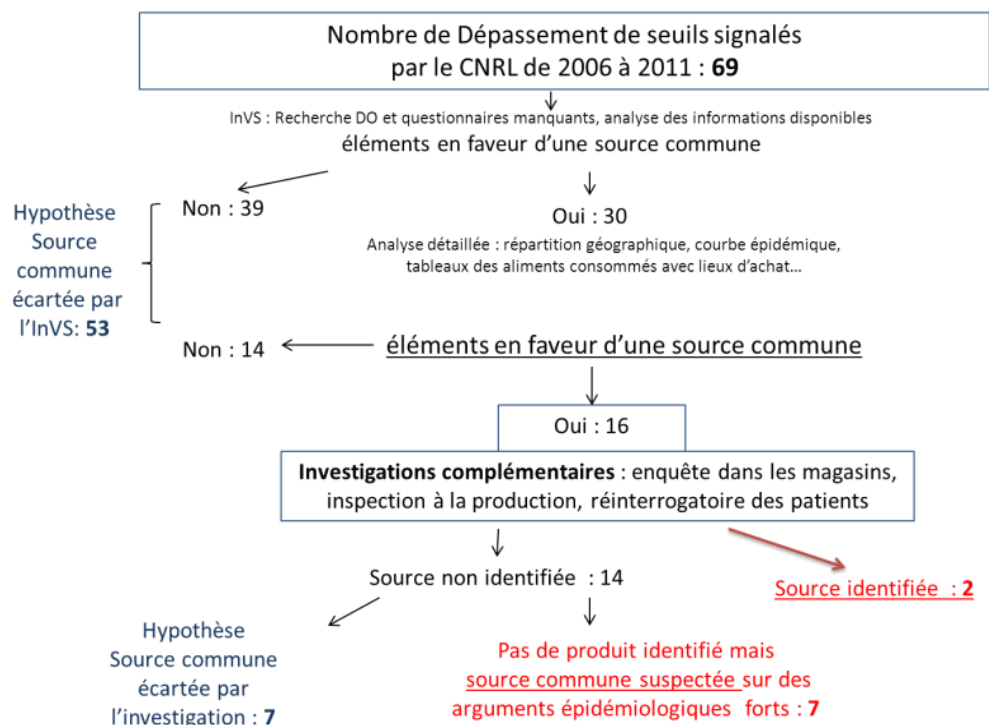 Nombre de Dépassement de seuils signalés
par le CNRL de 2006 à 2011 : 69
InVS : Recherche DO et questionnaires manquants, analyse des informations disponibles
éléments en faveur d'une source commune
Non : 39
Oui : 30
Analyse détaillée : répartition géographique, courbe épidémique,
tableaux des aliments consommés avec lieux d'achat...
Hypothèse
Source
commune
écartée par
l'InVS: 53
Non : 14
éléments en faveur d'une source commune
Oui : 16
Investigations complémentaires : enquête dans les magasins,
inspection à la production, réinterrogatoire des patients
Source non identifiée : 14
Source identifiée : 2
Hypothèse
Source commune
écartée par
l'investigation : 7
Pas de produit identifié mais
source commune suspectée sur des
arguments épidémiologiques forts : 7